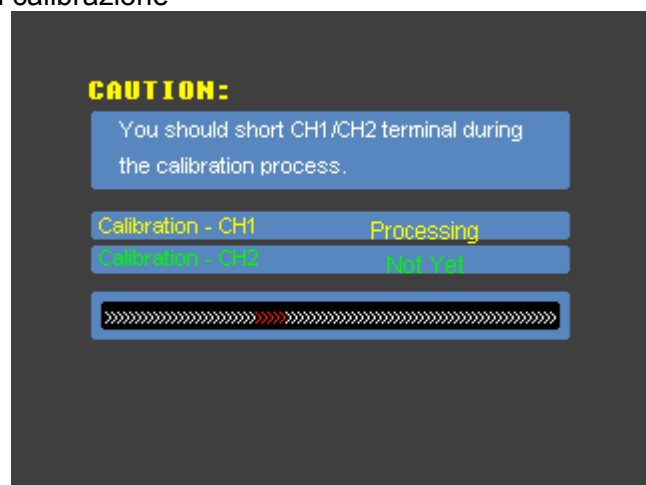 calibrazione
CAUTION:
You should short CH1/CH2 terminal during
the calibration process.
Calibration - CH1 Processing
Calibration - CH2 Not Yet